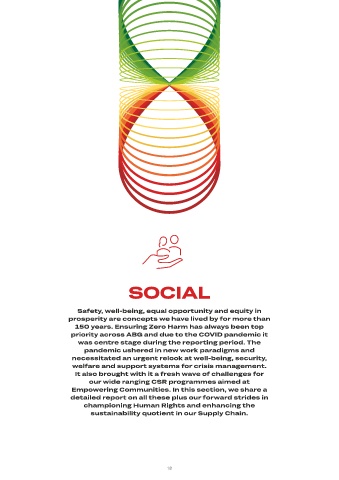 SOCIAL
Safety, well-being, equal opportunity and equity in
prosperity are concepts we have lived by for more than
150 years. Ensuring Zero Harm has always been top
priority across ABG and due to the COVID pandemic it
was centre stage during the reporting period. The
pandemic ushered in new work paradigms and
necessitated an urgent relook at well-being, security,
welfare and support systems for crisis management.
It also brought with it a fresh wave of challenges for
our wide ranging CSR programmes aimed at
Empowering Communities. In this section, we share a
detailed report on all these plus our forward strides in
championing Human Rights and enhancing the
sustainability quotient in our Supply Chain.